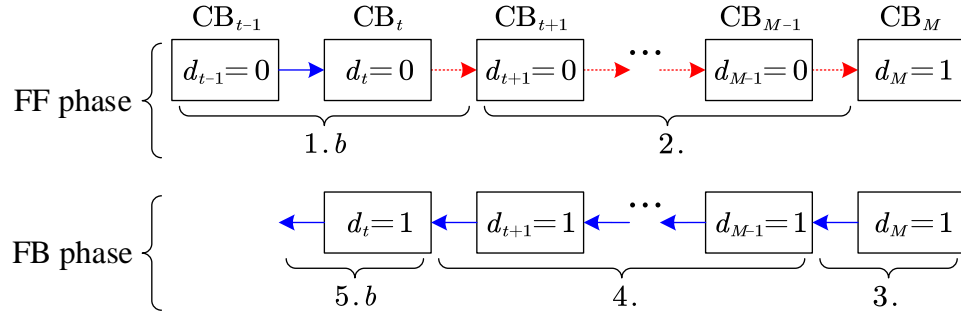 CB_{t-1} CB_t CB_{t+1} ... CB_{M-1} CB_M
FF phase d_{t-1}=0 d_t=0 d_{t+1}=0 d_{M-1}=0 d_M=1
1.b 2.
...
FB phase d_t=1 d_{t+1}=1 d_{M-1}=1 d_M=1
5.b 4. 3.